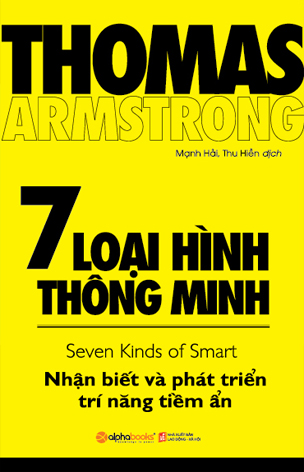 THOMAS
ARMSTRONG
Mạnh Hải, Thu Hiền dịch
7 LOẠI HÌNH
THÔNG MINH
Seven Kinds of Smart
Nhận biết và phát triển
trí năng tiềm ẩn
alphabooks
NHÀ XUẤT BẢN
LAO ĐỘNG - XÃ HỘI